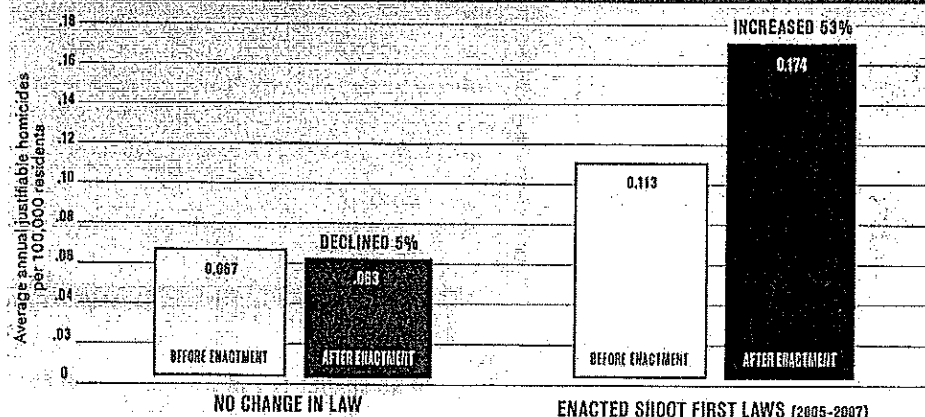 Average annual justifiable homicides
per 100,000 residents
.18
.16
.14
.12
.10
.08
.08
.04
.03
0
0.067
BEFORE ENACTMENT
DECLINED 5%
.063
AFTER ENACTMENT
NO CHANGE IN LAW
0.113
BEFORE ENACTMENT
INCREASED 53%
0.174
AFTER ENACTMENT
ENACTED SHOOT FIRST LAWS (2005-2007)